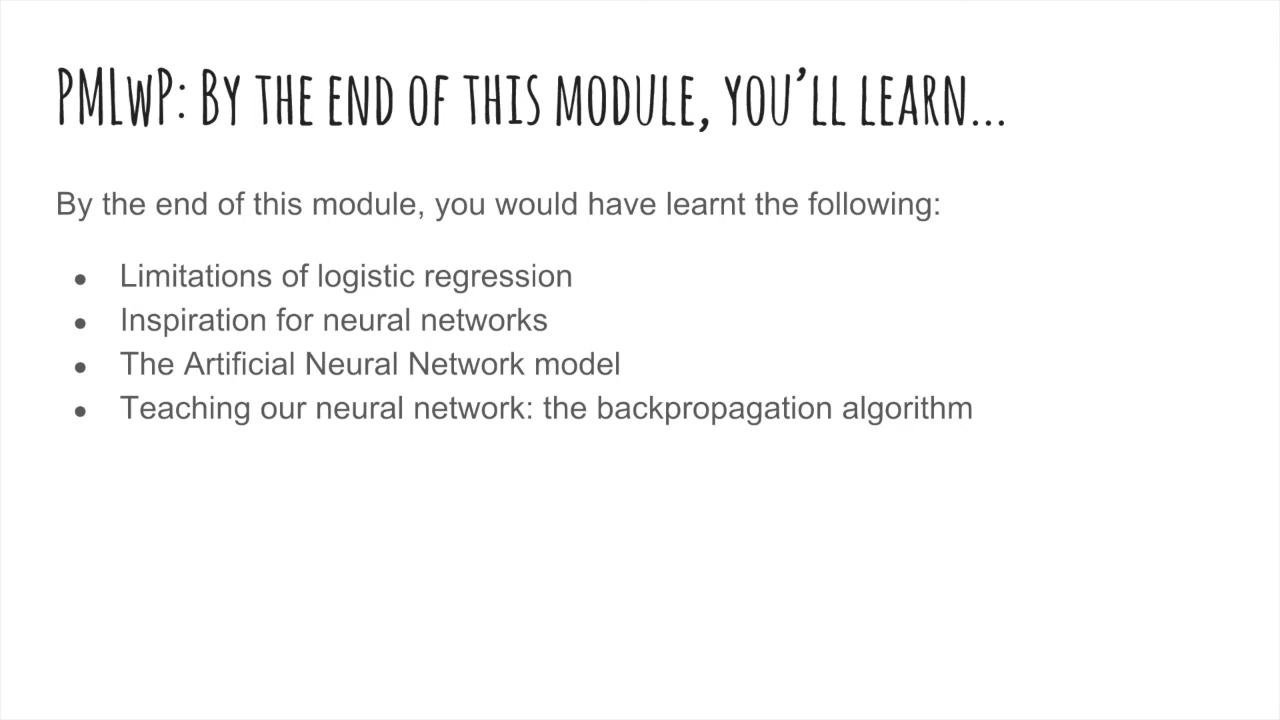 PMLwP: By the end of this module, you’ll learn...
By the end of this module, you would have learnt the following:
● Limitations of logistic regression
● Inspiration for neural networks
● The Artificial Neural Network model
● Teaching our neural network: the backpropagation algorithm